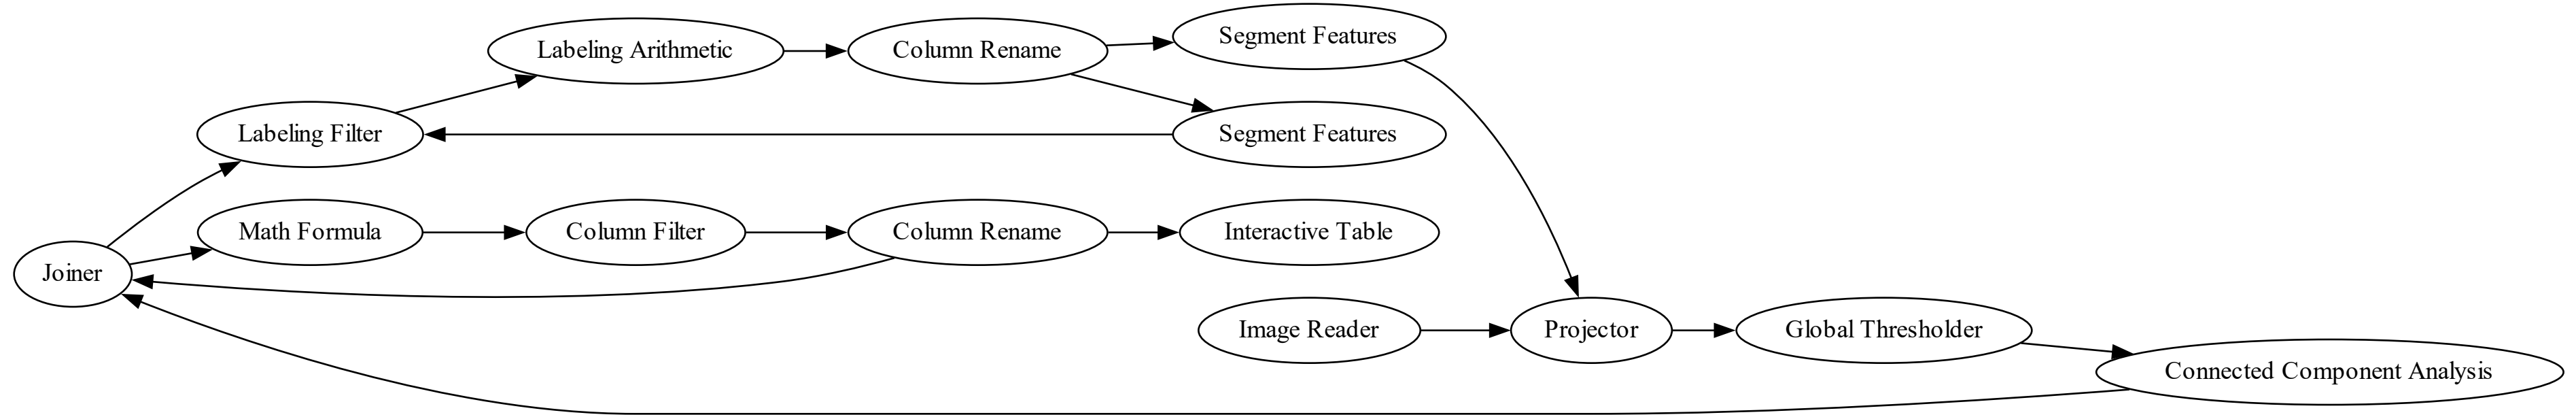 Labeling Arithmetic
Column Rename
Segment Features
Labeling Filter
Segment Features
Math Formula
Column Filter
Column Rename
Interactive Table
Joiner
Image Reader
Projector
Global Thresholder
Connected Component Analysis